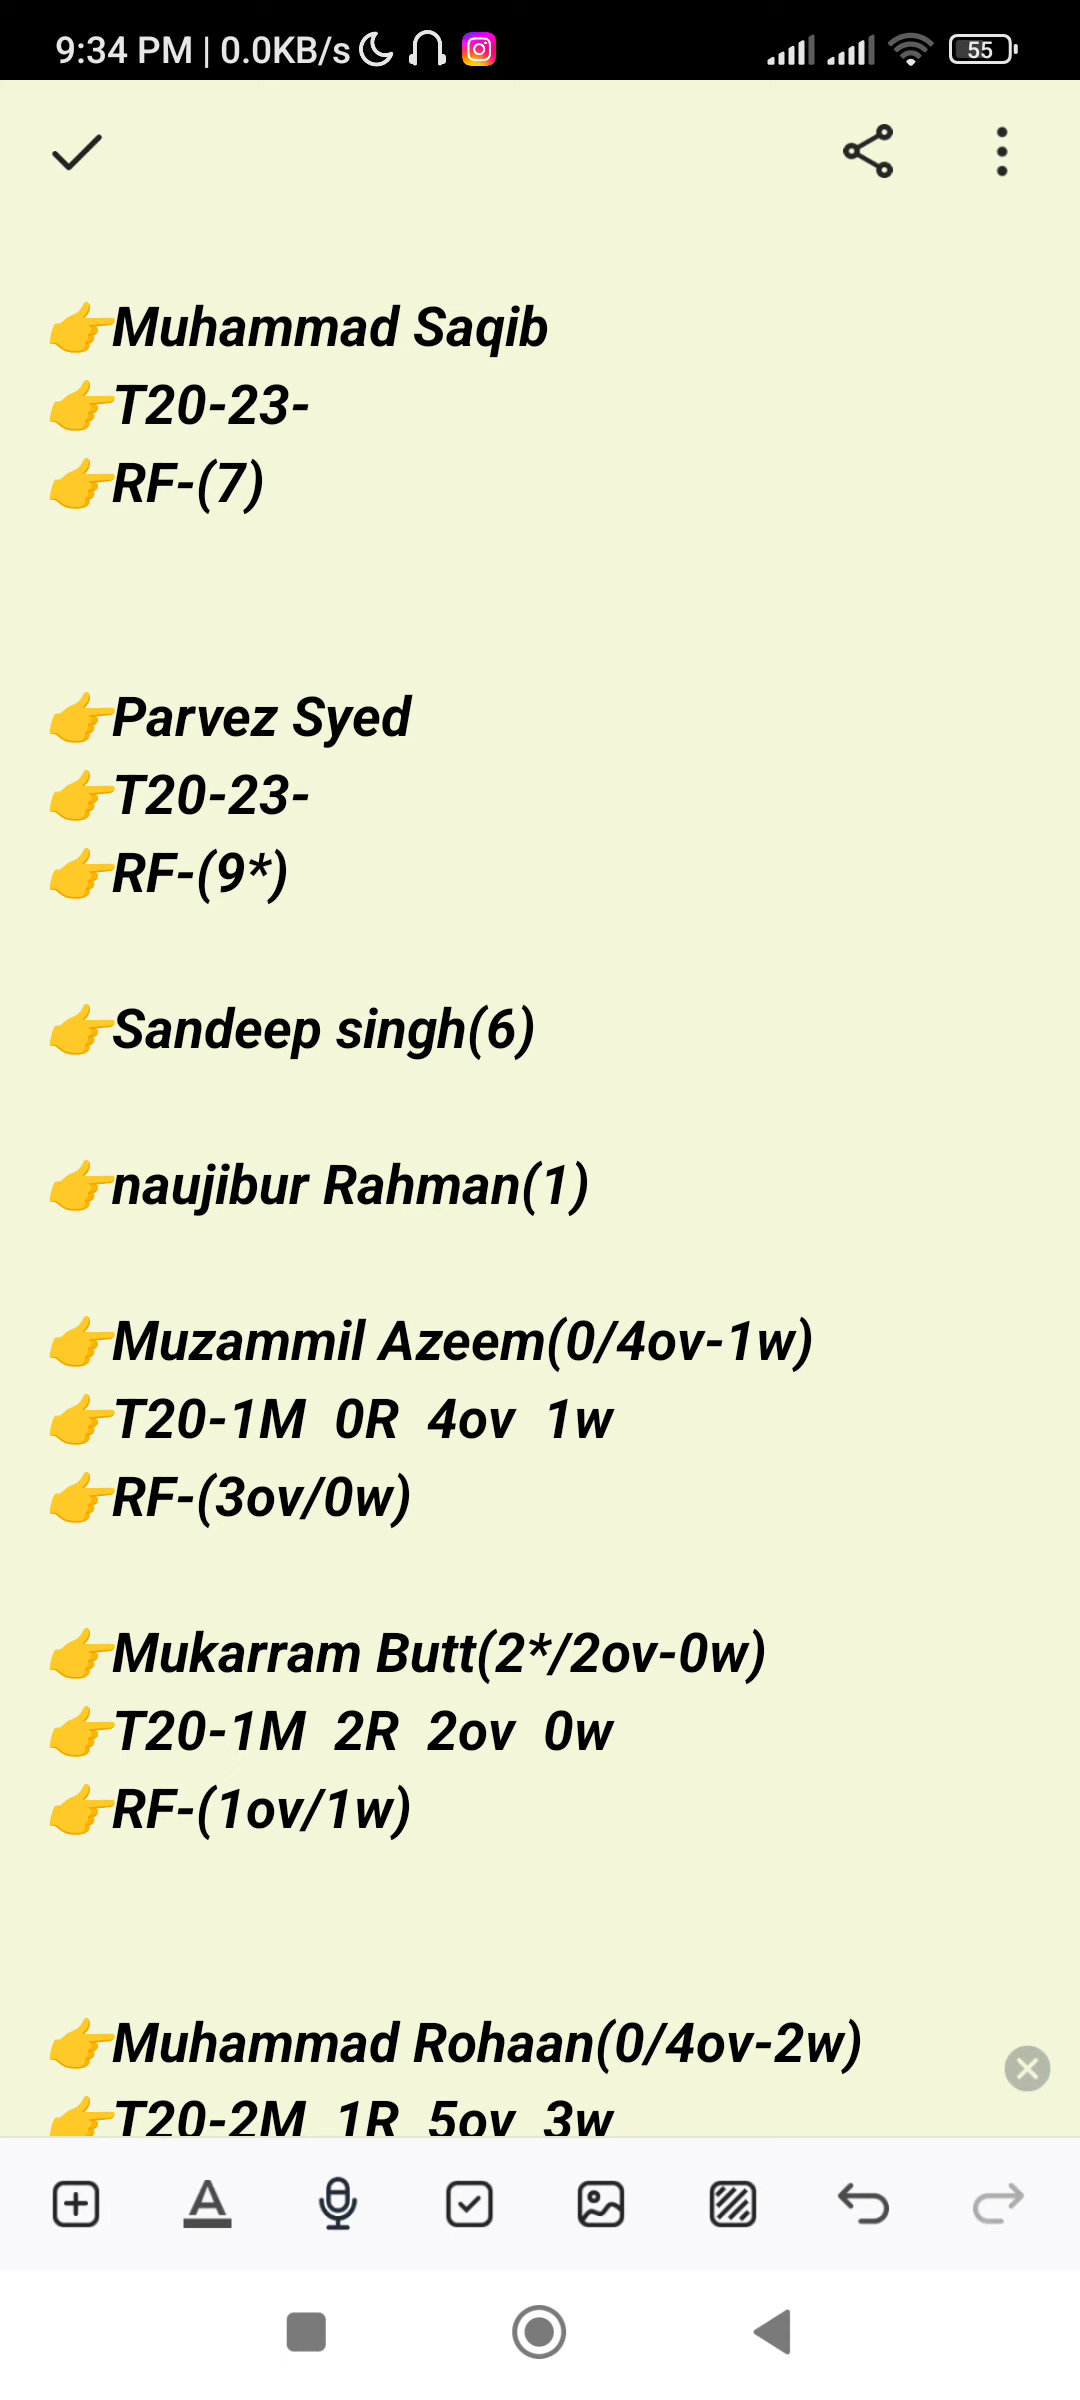 9:34 PM | 0.0KB/s 55
👉Muhammad Saqib
👉T20-23-
👉RF-(7)
👉Parvez Syed
👉T20-23-
👉RF-(9*)
👉Sandeep singh(6)
👉naujibur Rahman(1)
👉Muzammil Azeem(0/4ov-1w)
👉T20-1M  0R  4ov  1w
👉RF-(3ov/0w)
👉Mukarram Butt(2*/2ov-0w)
👉T20-1M  2R  2ov  0w
👉RF-(1ov/1w)
👉Muhammad Rohaan(0/4ov-2w)
👉T20-2M  1R  5ov  3w